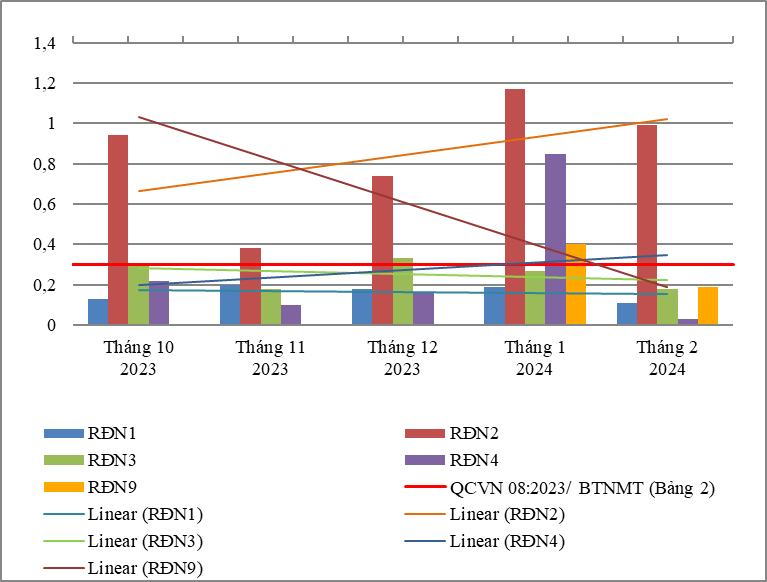 1,4
1,2
1
0,8
0,6
0,4
0,2
0
Tháng 10
2023
Tháng 11
2023
Tháng 12
2023
Tháng 1
2024
Tháng 2
2024
RĐN1
RĐN2
RĐN3
RĐN4
RĐN9
QCVN 08:2023/ BTNMT (Bảng 2)
Linear (RĐN1)
Linear (RĐN2)
Linear (RĐN3)
Linear (RĐN4)
Linear (RĐN9)